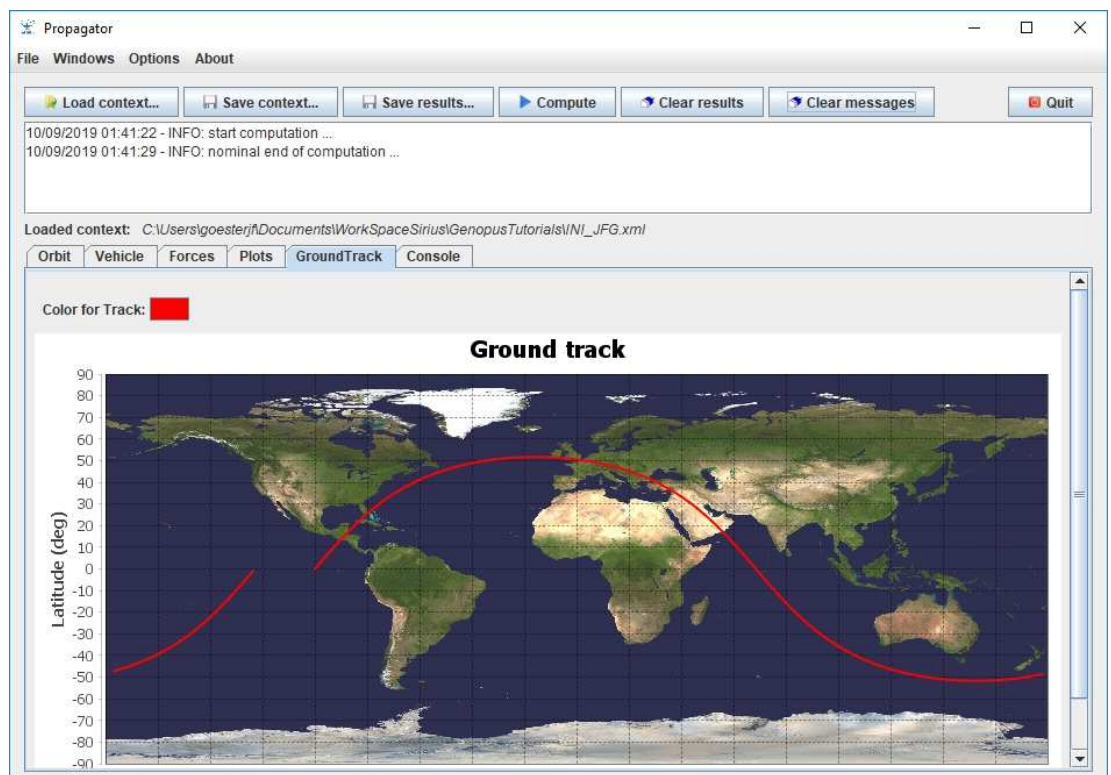 Propagator
File Windows Options About
Load context... Save context... Save results... Compute Clear results Clear messages Quit
10/09/2019 01:41:22 - INFO: start computation ...
10/09/2019 01:41:29 - INFO: nominal end of computation ...
Loaded context: C:\Users\goesterjf\Documents\WorkSpaceSirius\GenopusTutorials\INI_JFG.xml
Orbit Vehicle Forces Plots GroundTrack Console
Color for Track:
Ground track
90
80
70
60
50
40
30
20
10
0
-10
-20
-30
-40
-50
-60
-70
-80
-90
Latitude (deg)